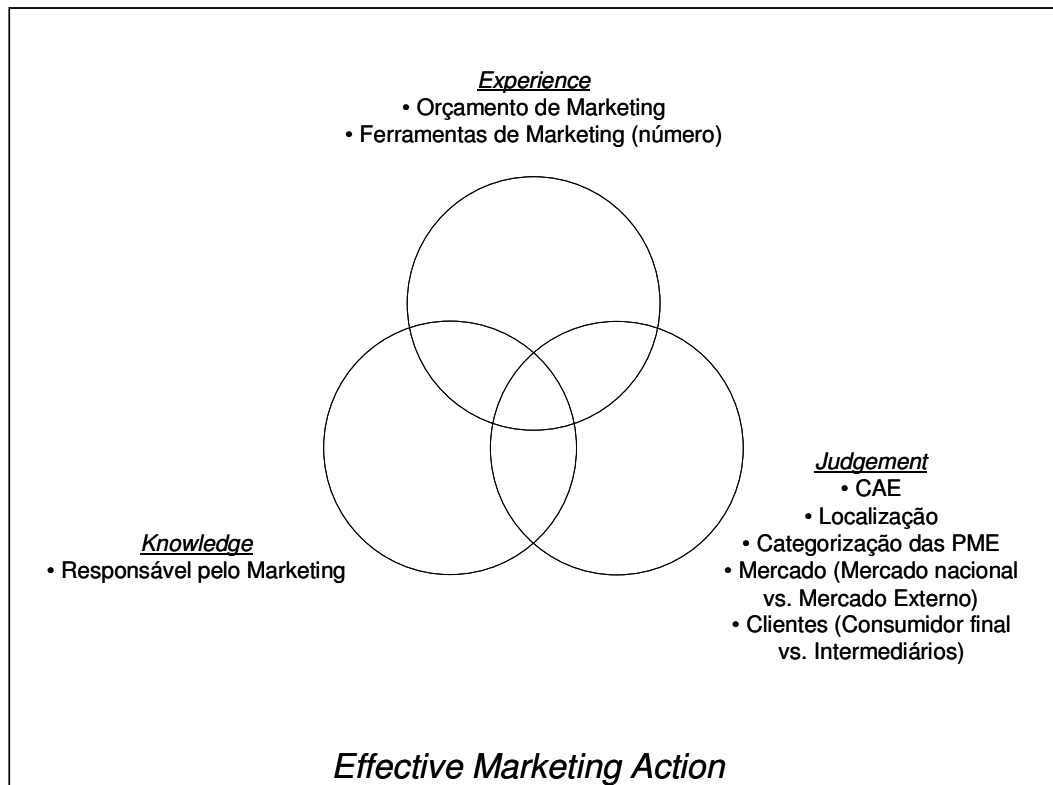 Experience
• Orçamento de Marketing
• Ferramentas de Marketing (número)
Judgement
• CAE
• Localização
• Categorização das PME
• Mercado (Mercado nacional
vs. Mercado Externo)
• Clientes (Consumidor final
vs. Intermediários)
Knowledge
• Responsável pelo Marketing
Effective Marketing Action